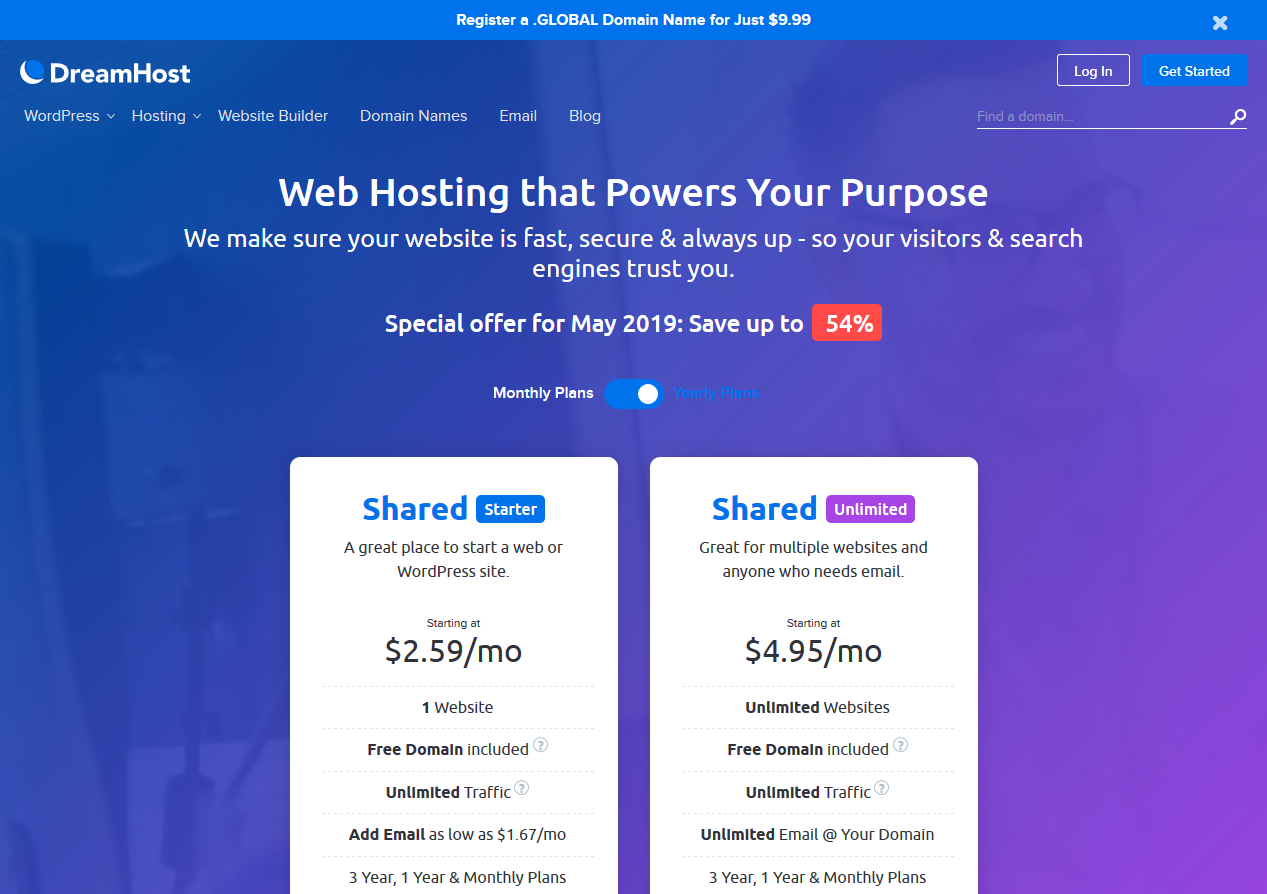 Register a .GLOBAL Domain Name for Just $9.99
DreamHost
Log In
Get Started
WordPress
Hosting
Website Builder
Domain Names
Email
Blog
Find a domain...
Web Hosting that Powers Your Purpose
We make sure your website is fast, secure & always up - so your visitors & search
engines trust you.
Special offer for May 2019: Save up to 54%
Monthly Plans
Yearly Plans
Shared Starter
A great place to start a web or
WordPress site.
Starting at
$2.59/mo
1 Website
Free Domain included ?
Unlimited Traffic ?
Add Email as low as $1.67/mo
3 Year, 1 Year & Monthly Plans
Shared Unlimited
Great for multiple websites and
anyone who needs email.
Starting at
$4.95/mo
Unlimited Websites
Free Domain included ?
Unlimited Traffic ?
Unlimited Email @ Your Domain
3 Year, 1 Year & Monthly Plans